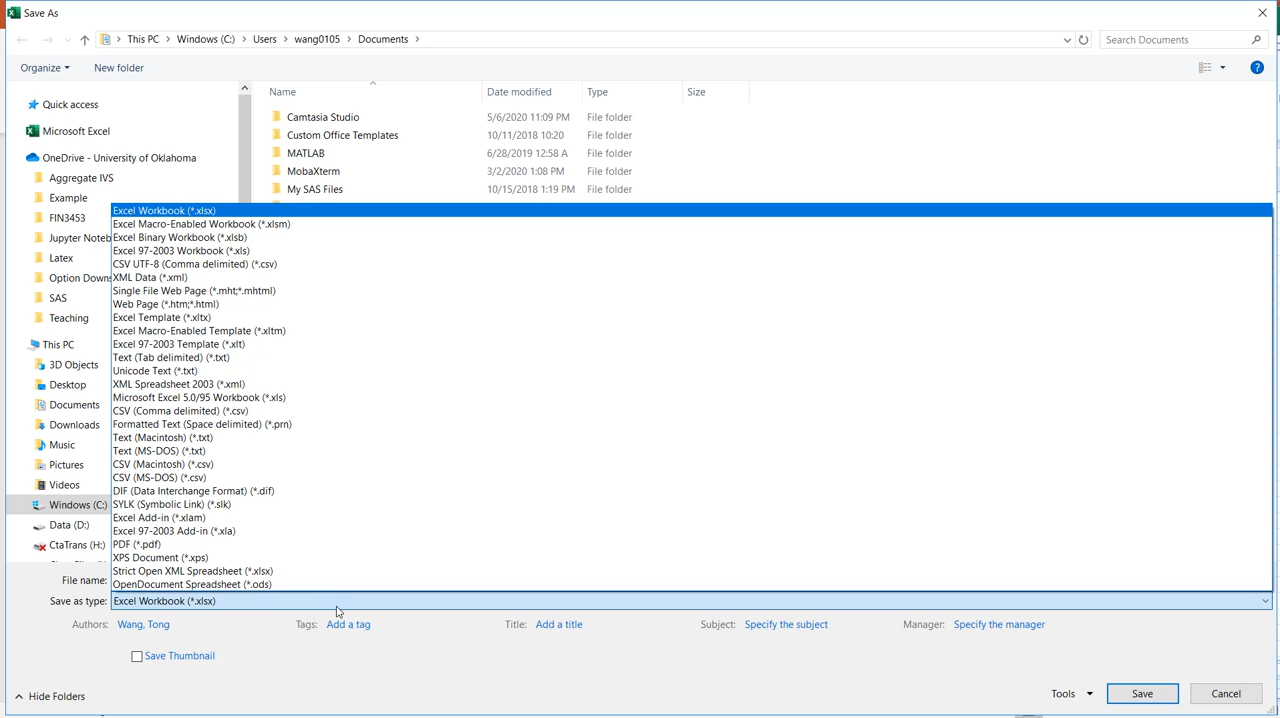 Save As
This PC
Windows (C:)
Users
wang0105
Documents
Search Documents
Organize
New folder
Name
Date modified
Type
Size
Quick access
Microsoft Excel
OneDrive - University of Oklahoma
Aggregate IVS
Example
FIN3453
Jupyter Noteb
Latex
Option Down
SAS
Teaching
This PC
3D Objects
Desktop
Documents
Downloads
Music
Pictures
Videos
Windows (C:)
Data (D:)
CtaTrans (H:)
Camtasia Studio 5/6/2020 11:09 PM File folder
Custom Office Templates 10/11/2018 10:20 File folder
MATLAB 6/28/2019 12:58 A File folder
MobaXterm 3/2/2020 1:08 PM File folder
My SAS Files 10/15/2018 1:19 PM File folder
Excel Workbook (*.xlsx)
Excel Macro-Enabled Workbook (*.xlsm)
Excel Binary Workbook (*.xlsb)
Excel 97-2003 Workbook (*.xls)
CSV UTF-8 (Comma delimited) (*.csv)
XML Data (*.xml)
Single File Web Page (*.mht;*.mhtml)
Web Page (*.htm;*.html)
Excel Template (*.xltx)
Excel Macro-Enabled Template (*.xltm)
Excel 97-2003 Template (*.xlt)
Text (Tab delimited) (*.txt)
Unicode Text (*.txt)
XML Spreadsheet 2003 (*.xml)
Microsoft Excel 5.0/95 Workbook (*.xls)
CSV (Comma delimited) (*.csv)
Formatted Text (Space delimited) (*.prn)
Text (Macintosh) (*.txt)
Text (MS-DOS) (*.txt)
CSV (Macintosh) (*.csv)
CSV (MS-DOS) (*.csv)
DIF (Data Interchange Format) (*.dif)
SYLK (Symbolic Link) (*.slk)
Excel Add-in (*.xlam)
Excel 97-2003 Add-in (*.xla)
PDF (*.pdf)
XPS Document (*.xps)
Strict Open XML Spreadsheet (*.xlsx)
OpenDocument Spreadsheet (*.ods)
File name:
Save as type: Excel Workbook (*.xlsx)
Authors: Wang, Tong
Tags: Add a tag
Title: Add a title
Subject: Specify the subject
Manager: Specify the manager
Save Thumbnail
Hide Folders
Tools
Save
Cancel